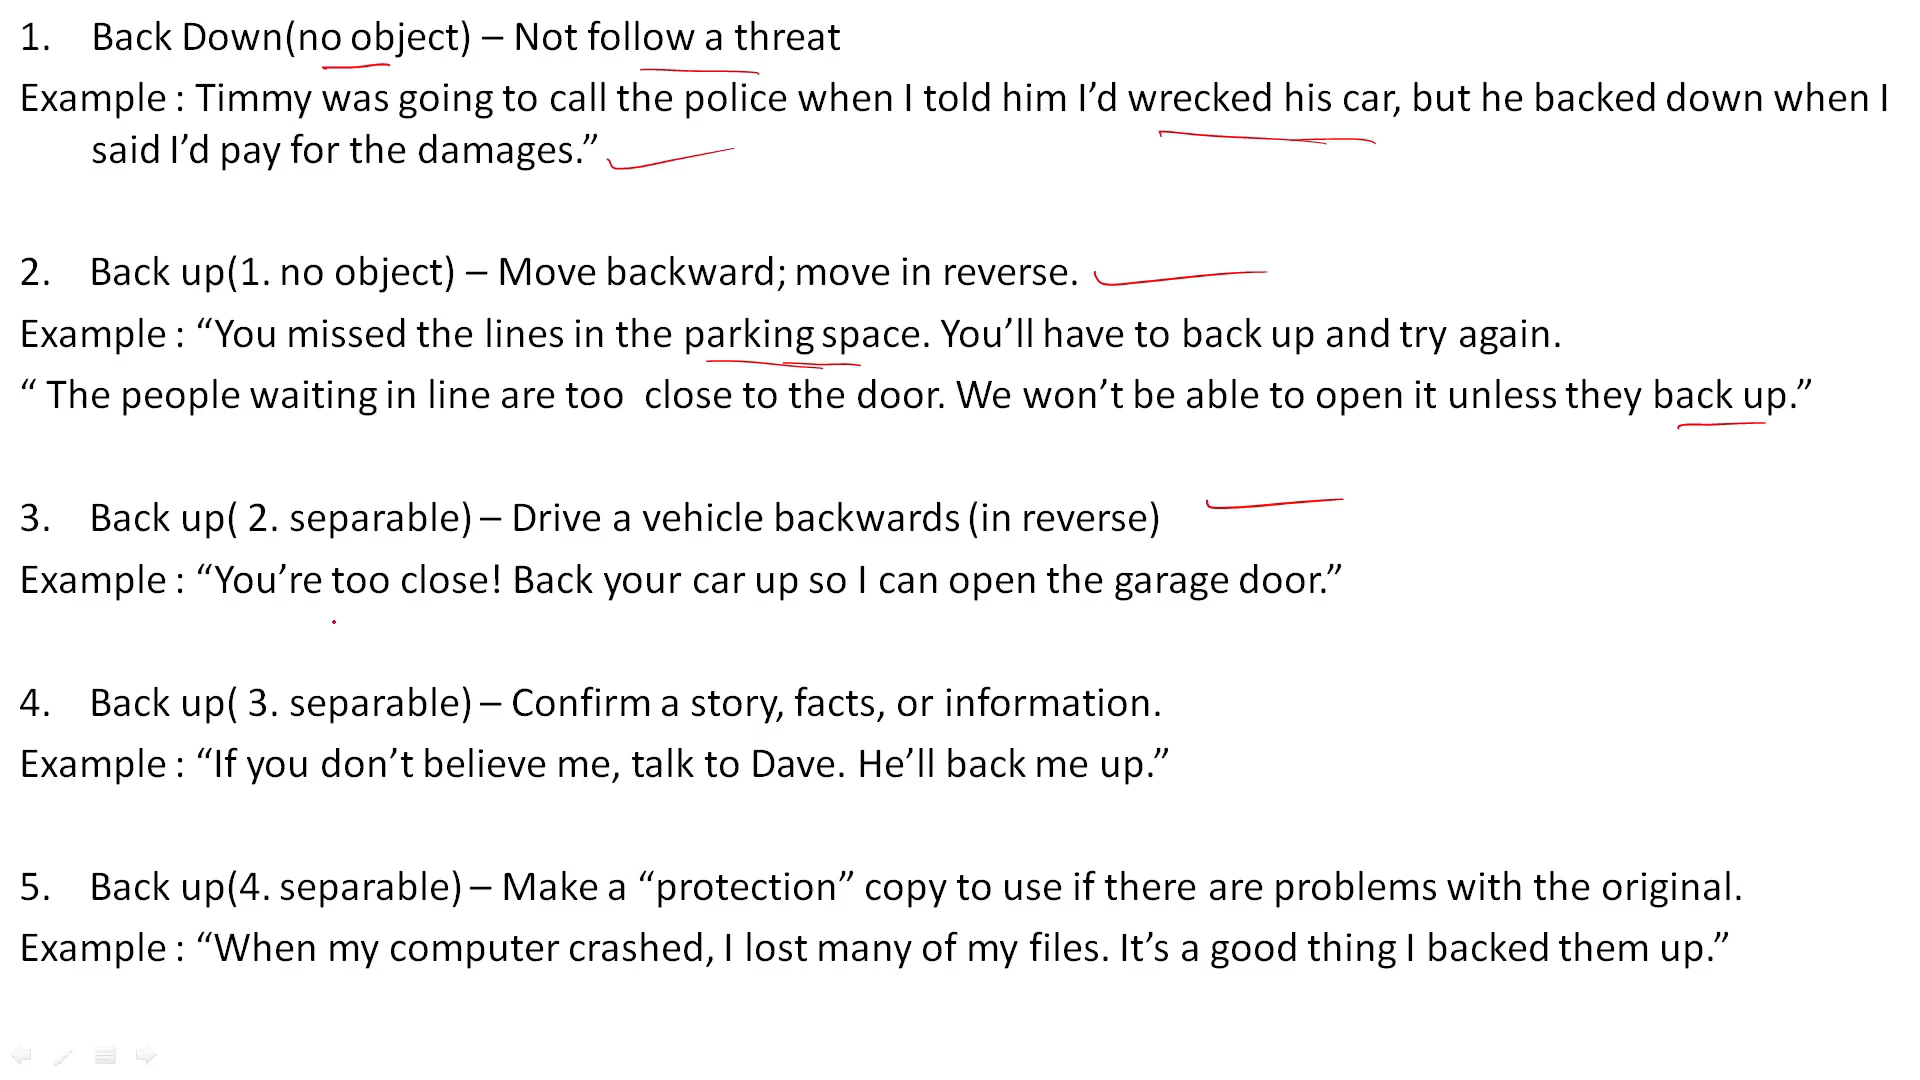 1. Back Down(no object) – Not follow a threat
Example : Timmy was going to call the police when I told him I’d wrecked his car, but he backed down when I
said I’d pay for the damages.”
2. Back up(1. no object) – Move backward; move in reverse.
Example : “You missed the lines in the parking space. You’ll have to back up and try again.
“ The people waiting in line are too  close to the door. We won’t be able to open it unless they back up.”
3. Back up( 2. separable) – Drive a vehicle backwards (in reverse)
Example : “You’re too close! Back your car up so I can open the garage door.”
4. Back up( 3. separable) – Confirm a story, facts, or information.
Example : “If you don’t believe me, talk to Dave. He’ll back me up.”
5. Back up(4. separable) – Make a “protection” copy to use if there are problems with the original.
Example : “When my computer crashed, I lost many of my files. It’s a good thing I backed them up.”